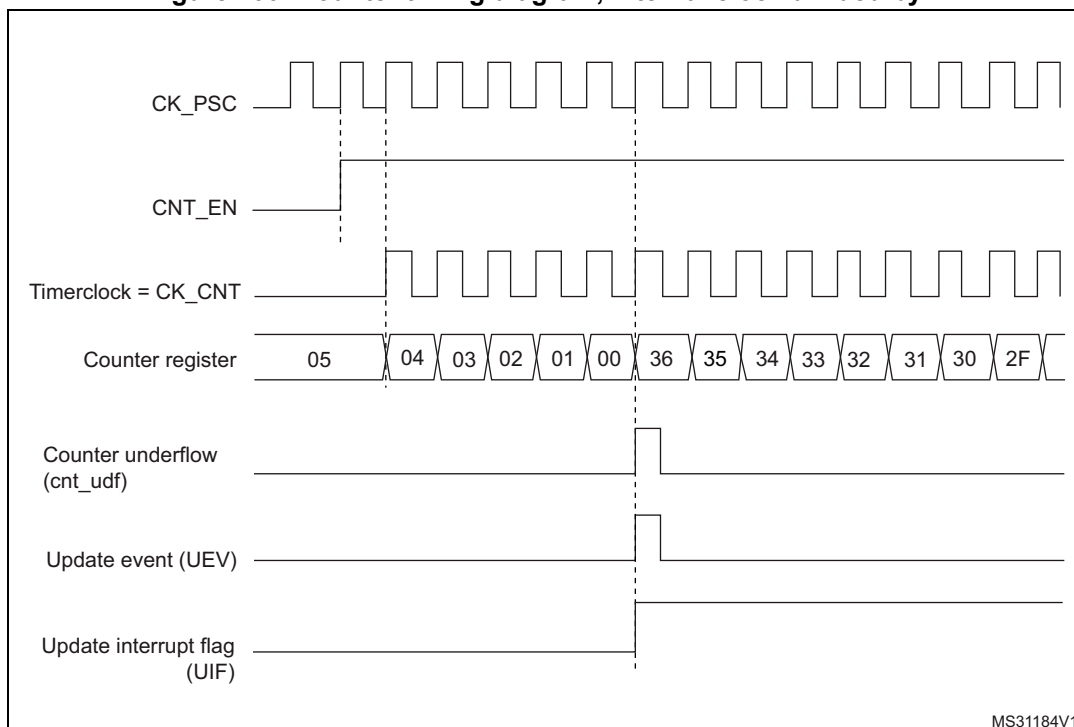 CK_PSC
CNT_EN
Timerclock = CK_CNT
Counter register 05 04 03 02 01 00 36 35 34 33 32 31 30 2F
Counter underflow
(cnt_udf)
Update event (UEV)
Update interrupt flag
(UIF)
MS31184V1